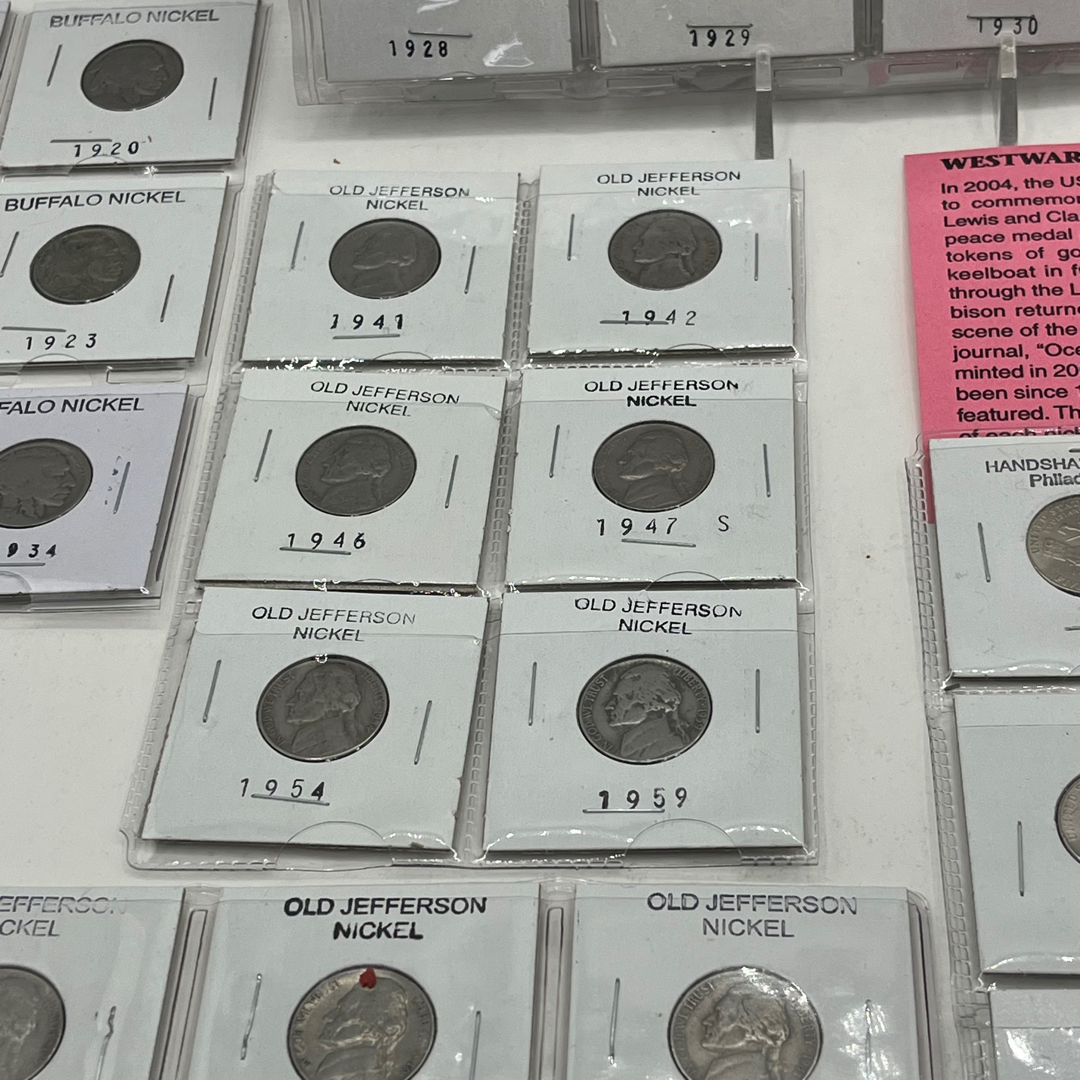 BUFFALO NICKEL
1920
BUFFALO NICKEL
1923
FALO NICKEL
934
1928
1929
1930
OLD JEFFERSON
NICKEL
1941
OLD JEFFERSON
NICKEL
1942
OLD JEFFERSON
NICKEL
1946
OLD JEFFERSON
NICKEL
1947 S
OLD JEFFERSON
NICKEL
1954
OLD JEFFERSON
NICKEL
1959
EFFERSON
CKEL
OLD JEFFERSON
NICKEL
OLD JEFFERSON
NICKEL
WESTWAR
In 2004, the US
to commemor
Lewis and Cla
peace medal
tokens of go
keelboat in f
through the L
bison returne
scene of the
journal, "Oce
minted in 20
been since 1
featured. Th
of each nick
HANDSHA
Philad